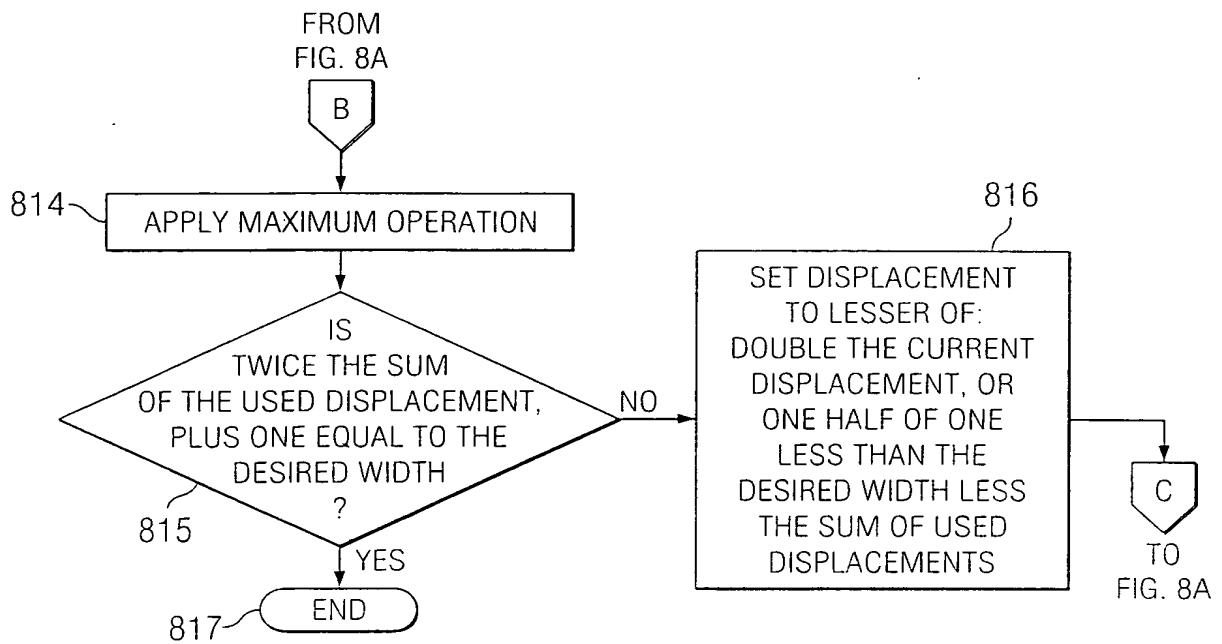 FROM
FIG. 8A
B
814
APPLY MAXIMUM OPERATION
816
IS
TWICE THE SUM
OF THE USED DISPLACEMENT,
PLUS ONE EQUAL TO THE
DESIRED WIDTH
?
815
NO
YES
SET DISPLACEMENT
TO LESSER OF:
DOUBLE THE CURRENT
DISPLACEMENT, OR
ONE HALF OF ONE
LESS THAN THE
DESIRED WIDTH LESS
THE SUM OF USED
DISPLACEMENTS
C
TO
FIG. 8A
817
END